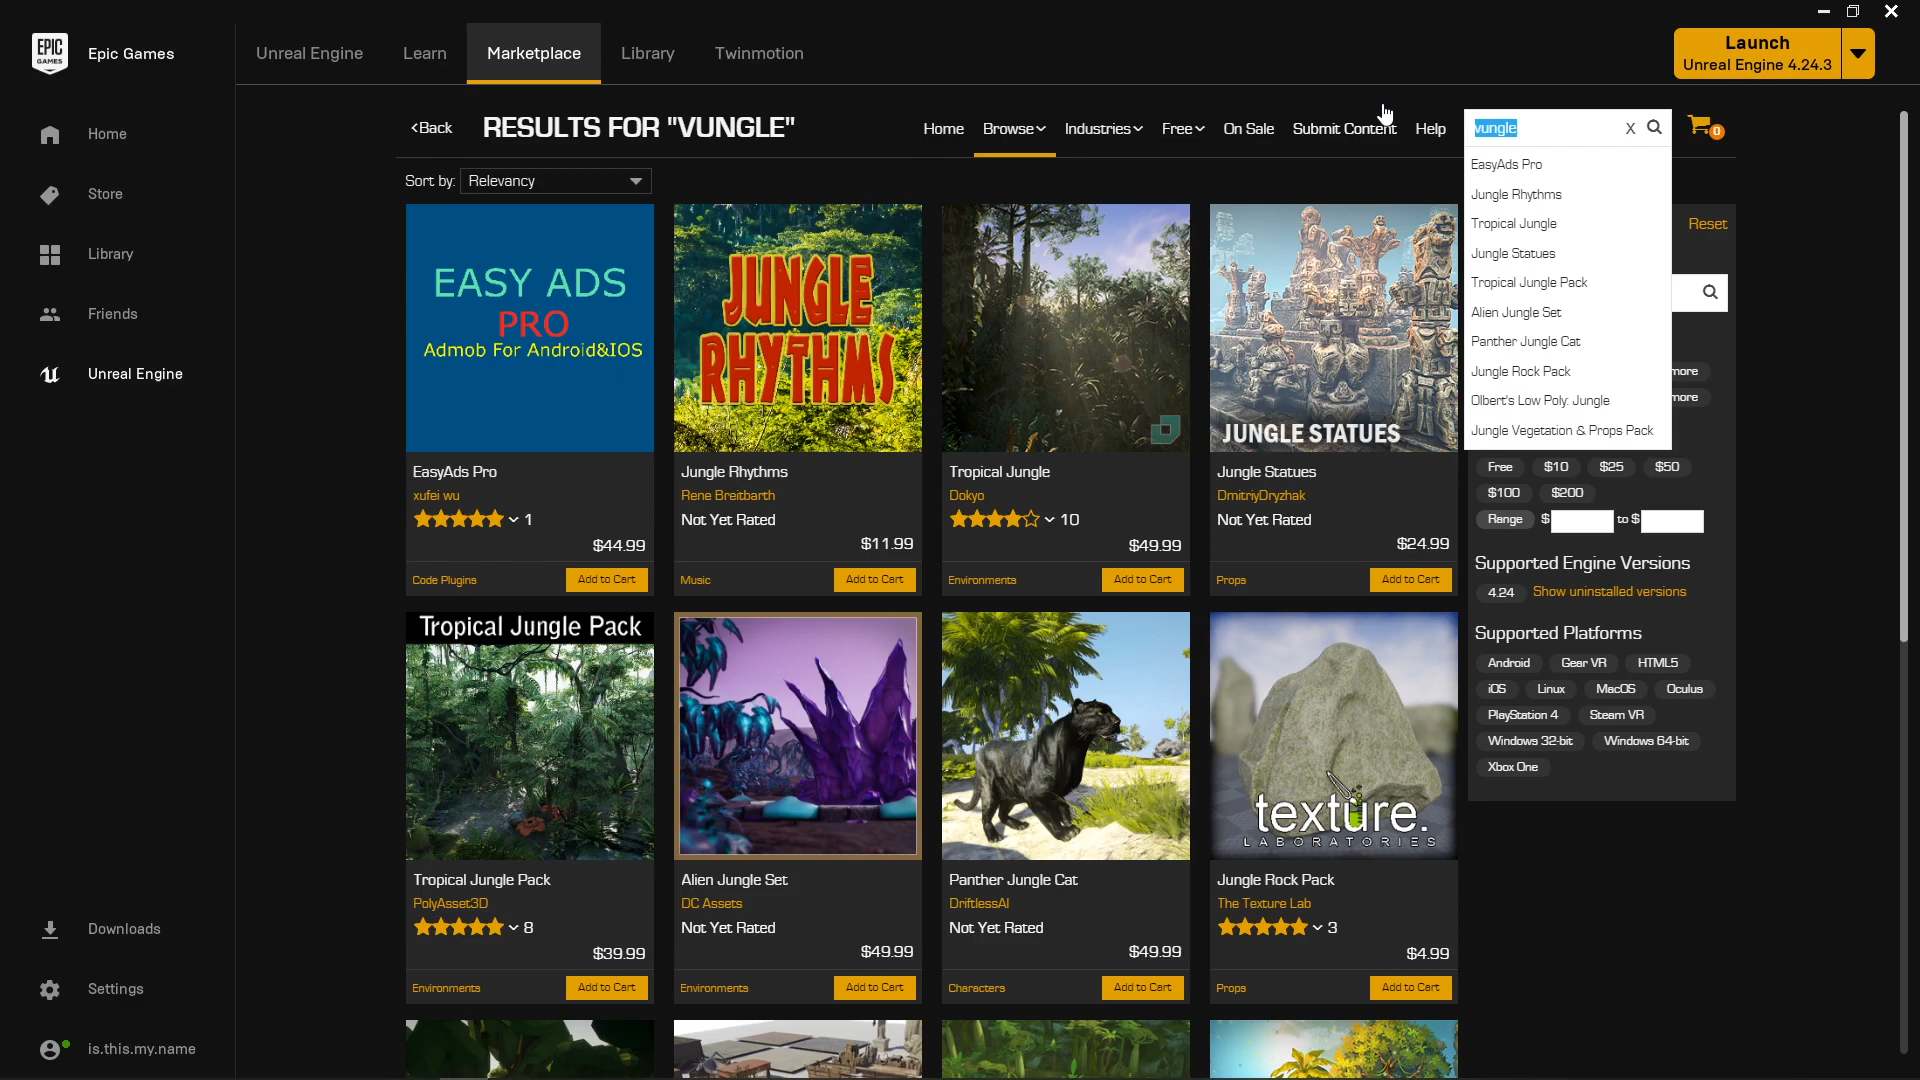 EPIC GAMES
Epic Games
Unreal Engine
Learn
Marketplace
Library
Twinmotion
Launch
Unreal Engine 4.24.3
Home
Store
Library
Friends
Unreal Engine
Downloads
Settings
is.this.my.name
<Back
RESULTS FOR "VUNGLE"
Home
Browse
Industries
Free
On Sale
Submit Content
Help
vungle
X
0
EasyAds Pro
Jungle Rhythms
Tropical Jungle
Jungle Statues
Tropical Jungle Pack
Alien Jungle Set
Panther Jungle Cat
Jungle Rock Pack
Olbert's Low Poly: Jungle
Jungle Vegetation & Props Pack
Sort by: Relevancy
Reset
more
more
EASY ADS
PRO
Admob For Android&IOS
EasyAds Pro
xufei wu
1
$44.99
Code Plugins
Add to Cart
JUNGLE
RHYTHMS
Jungle Rhythms
Rene Breitbarth
Not Yet Rated
$11.99
Music
Add to Cart
Tropical Jungle
Dokyo
10
$49.99
Environments
Add to Cart
JUNGLE STATUES
Jungle Statues
DmitriyDryzhak
Not Yet Rated
$24.99
Props
Add to Cart
Free $10 $25 $50
$100 $200
Range $ to $
Supported Engine Versions
4.24 Show uninstalled versions
Supported Platforms
Android Gear VR HTML5
iOS Linux MacOS Oculus
PlayStation 4 Steam VR
Windows 32-bit Windows 64-bit
Xbox One
Tropical Jungle Pack
Tropical Jungle Pack
PolyAsset3D
8
$39.99
Environments
Add to Cart
Alien Jungle Set
DC Assets
Not Yet Rated
$49.99
Environments
Add to Cart
Panther Jungle Cat
DriftlessAI
Not Yet Rated
$49.99
Characters
Add to Cart
texture.
LABORATORIES
Jungle Rock Pack
The Texture Lab
3
$4.99
Props
Add to Cart